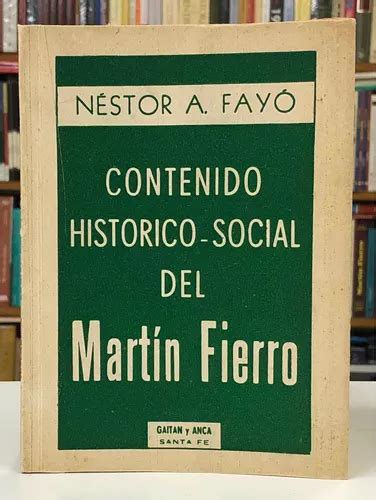 NÉSTOR A. FAYÓ
CONTENIDO
HISTORICO-SOCIAL
DEL
Martín Fierro
GAITAN y ANCA
SANTA FE